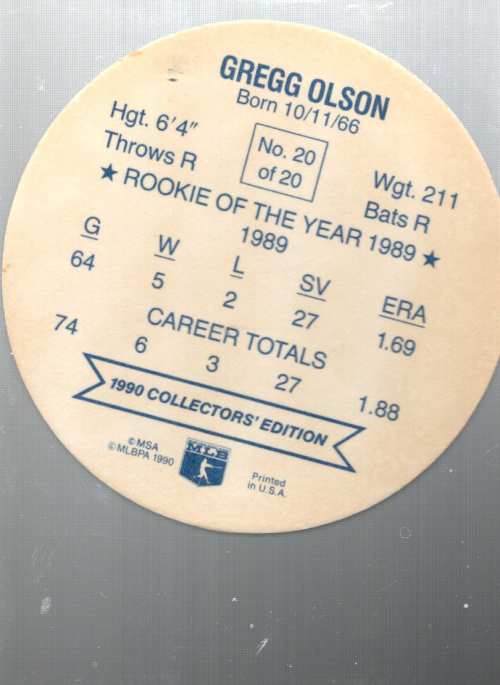 GREGG OLSON
Born 10/11/66
Hgt. 6'4"
Throws R
No. 20
of 20
Wgt. 211
Bats R
★ ROOKIE OF THE YEAR 1989 ★
1989
G W L SV ERA
64 5 2 27 1.69
CAREER TOTALS
74 6 3 27 1.88
1990 COLLECTORS' EDITION
© MSA
© MLBPA 1990
MLB
Printed
in U.S.A.